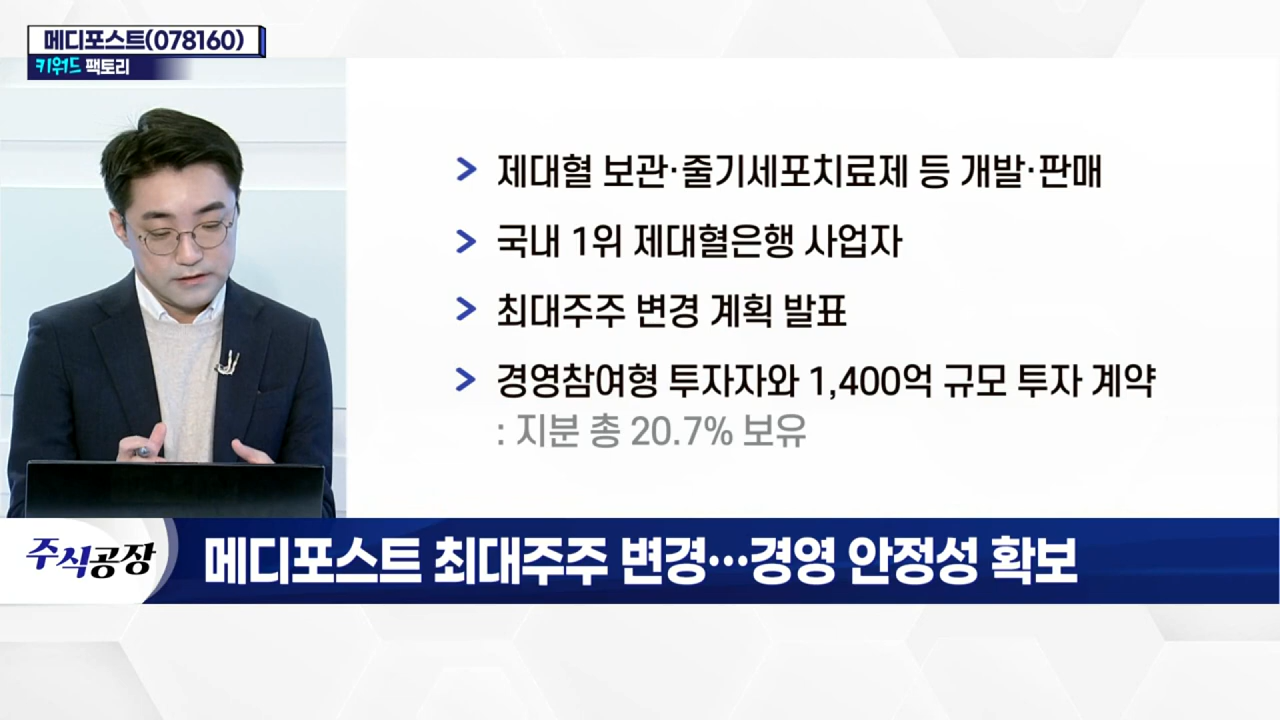 메디포스트(078160)
키워드 팩토리
> 제대혈 보관·줄기세포치료제 등 개발·판매
> 국내 1위 제대혈은행 사업자
> 최대주주 변경 계획 발표
> 경영참여형 투자자와 1,400억 규모 투자 계약
: 지분 총 20.7% 보유
주식공장
메디포스트 최대주주 변경…경영 안정성 확보